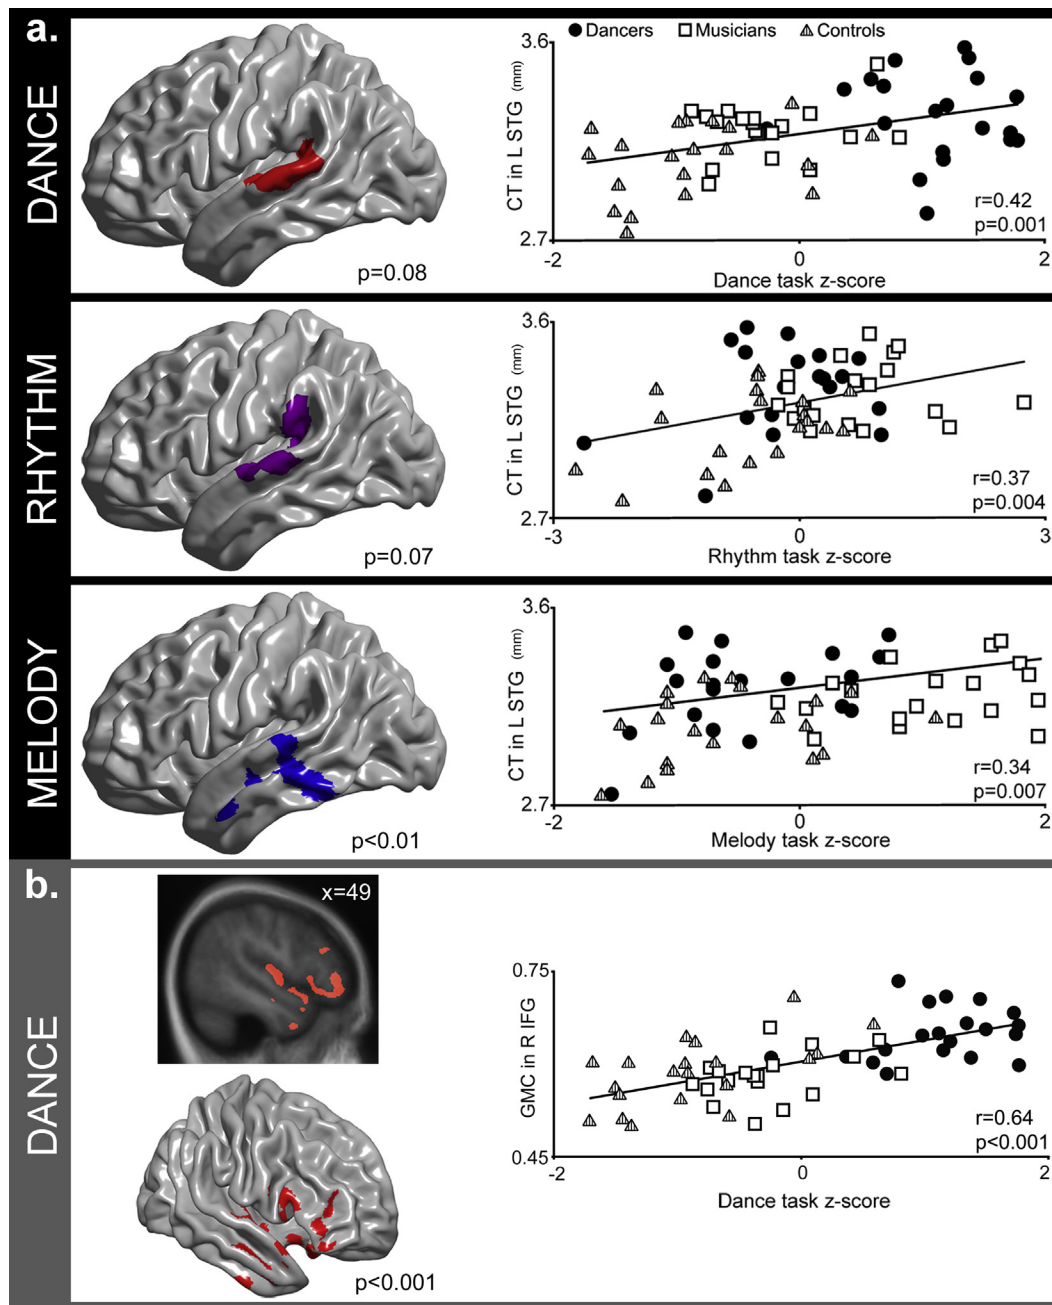 a.
DANCE
p=0.08
3.6
Dancers Musicians Controls
CT in L STG (mm)
r=0.42
p=0.001
2.7
-2 0 2
Dance task z-score
RHYTHM
p=0.07
3.6
CT in L STG (mm)
r=0.37
p=0.004
2.7
-3 0 3
Rhythm task z-score
MELODY
p<0.01
3.6
CT in L STG (mm)
r=0.34
p=0.007
2.7
-2 0 2
Melody task z-score
b.
DANCE
x=49
p<0.001
0.75
GMC in R IFG
r=0.64
p<0.001
0.45
-2 0 2
Dance task z-score